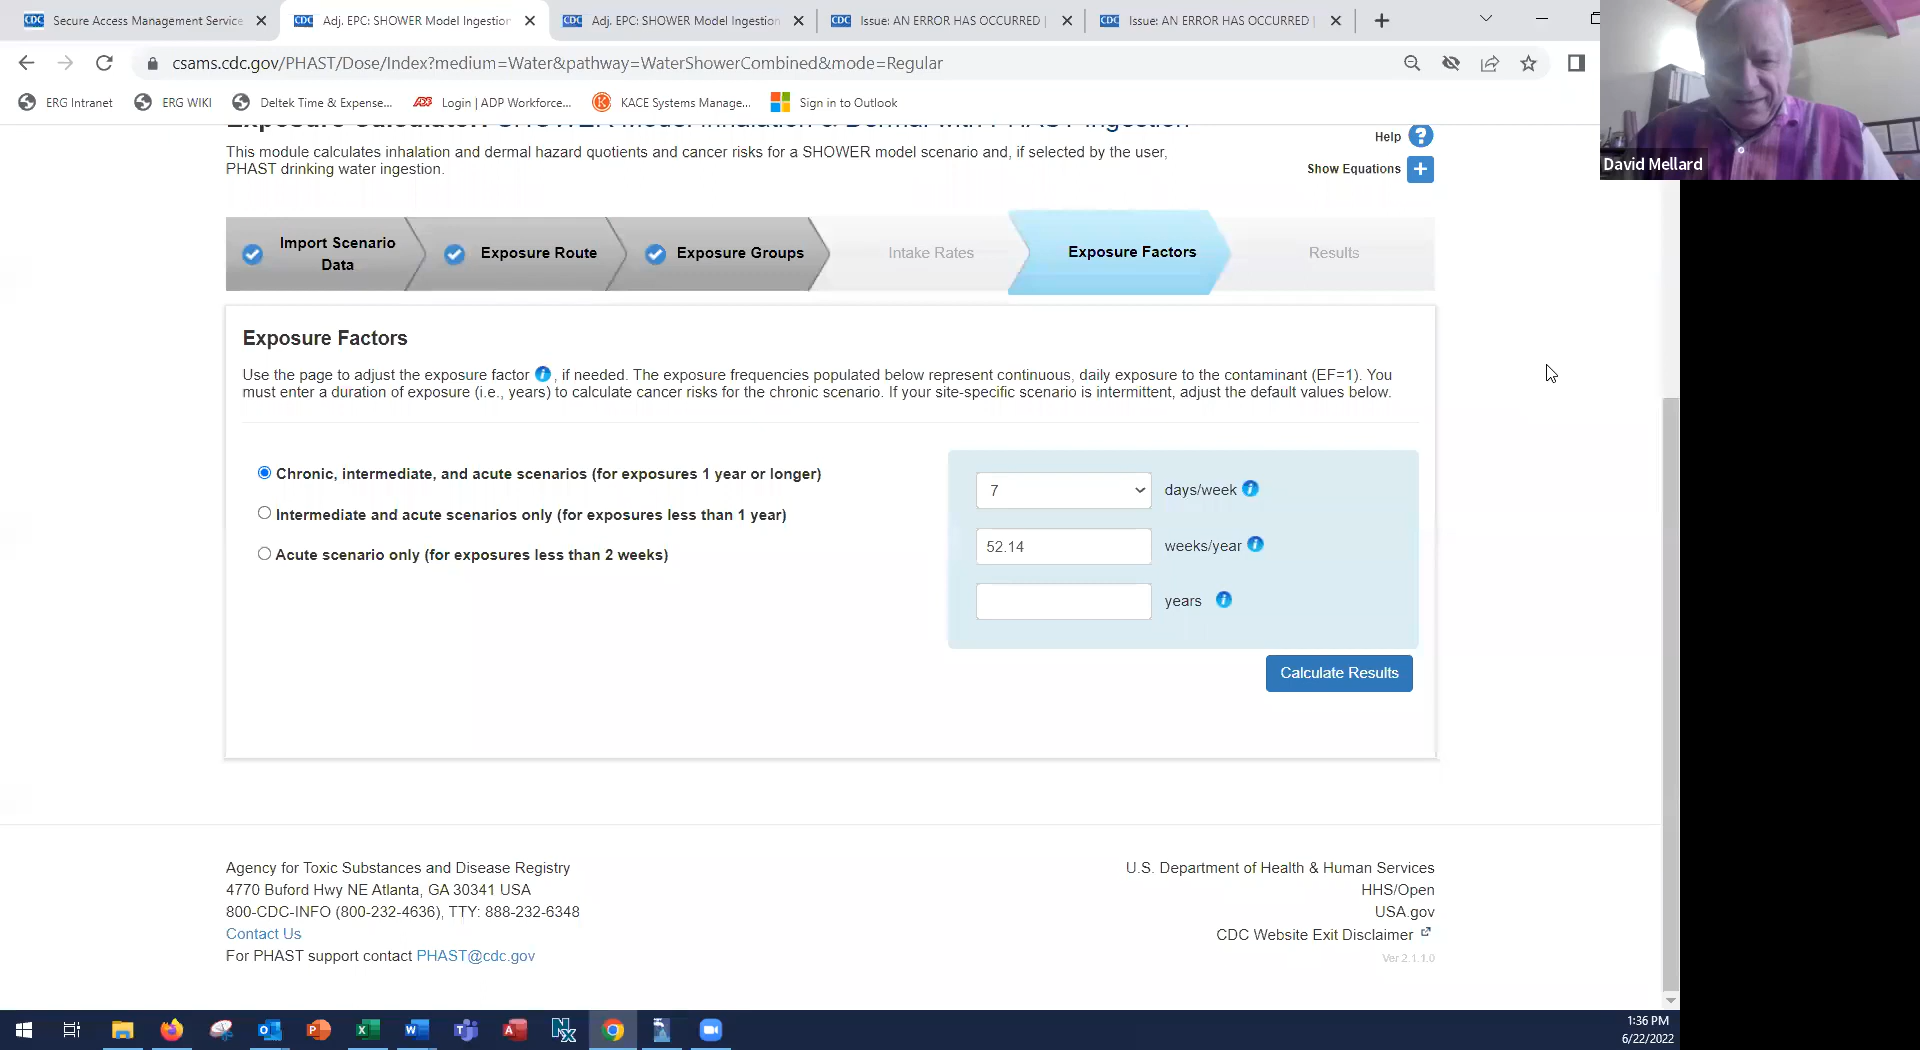 Secure Access Management Service
Adj. EPC: SHOWER Model Ingestion
Adj. EPC: SHOWER Model Ingestion
Issue: AN ERROR HAS OCCURRED |
Issue: AN ERROR HAS OCCURRED |
csams.cdc.gov/PHAST/Dose/Index?medium=Water&pathway=WaterShowerCombined&mode=Regular
ERG Intranet
ERG WIKI
Deltek Time & Expense...
Login | ADP Workforce...
KACE Systems Manage...
Sign in to Outlook
David Mellard
Exposure Calculator: SHOWER Model Inhalation & Dermal with PHAST Ingestion
Help
This module calculates inhalation and dermal hazard quotients and cancer risks for a SHOWER model scenario and, if selected by the user,
PHAST drinking water ingestion.
Show Equations
Import Scenario
Data
Exposure Route
Exposure Groups
Intake Rates
Exposure Factors
Results
Exposure Factors
Use the page to adjust the exposure factor , if needed. The exposure frequencies populated below represent continuous, daily exposure to the contaminant (EF=1). You
must enter a duration of exposure (i.e., years) to calculate cancer risks for the chronic scenario. If your site-specific scenario is intermittent, adjust the default values below.
Chronic, intermediate, and acute scenarios (for exposures 1 year or longer)
Intermediate and acute scenarios only (for exposures less than 1 year)
Acute scenario only (for exposures less than 2 weeks)
7 days/week
52.14 weeks/year
years
Calculate Results
Agency for Toxic Substances and Disease Registry
4770 Buford Hwy NE Atlanta, GA 30341 USA
800-CDC-INFO (800-232-4636), TTY: 888-232-6348
Contact Us
For PHAST support contact PHAST@cdc.gov
U.S. Department of Health & Human Services
HHS/Open
USA.gov
CDC Website Exit Disclaimer
Ver 2.1.1.0
1:36 PM
6/22/2022